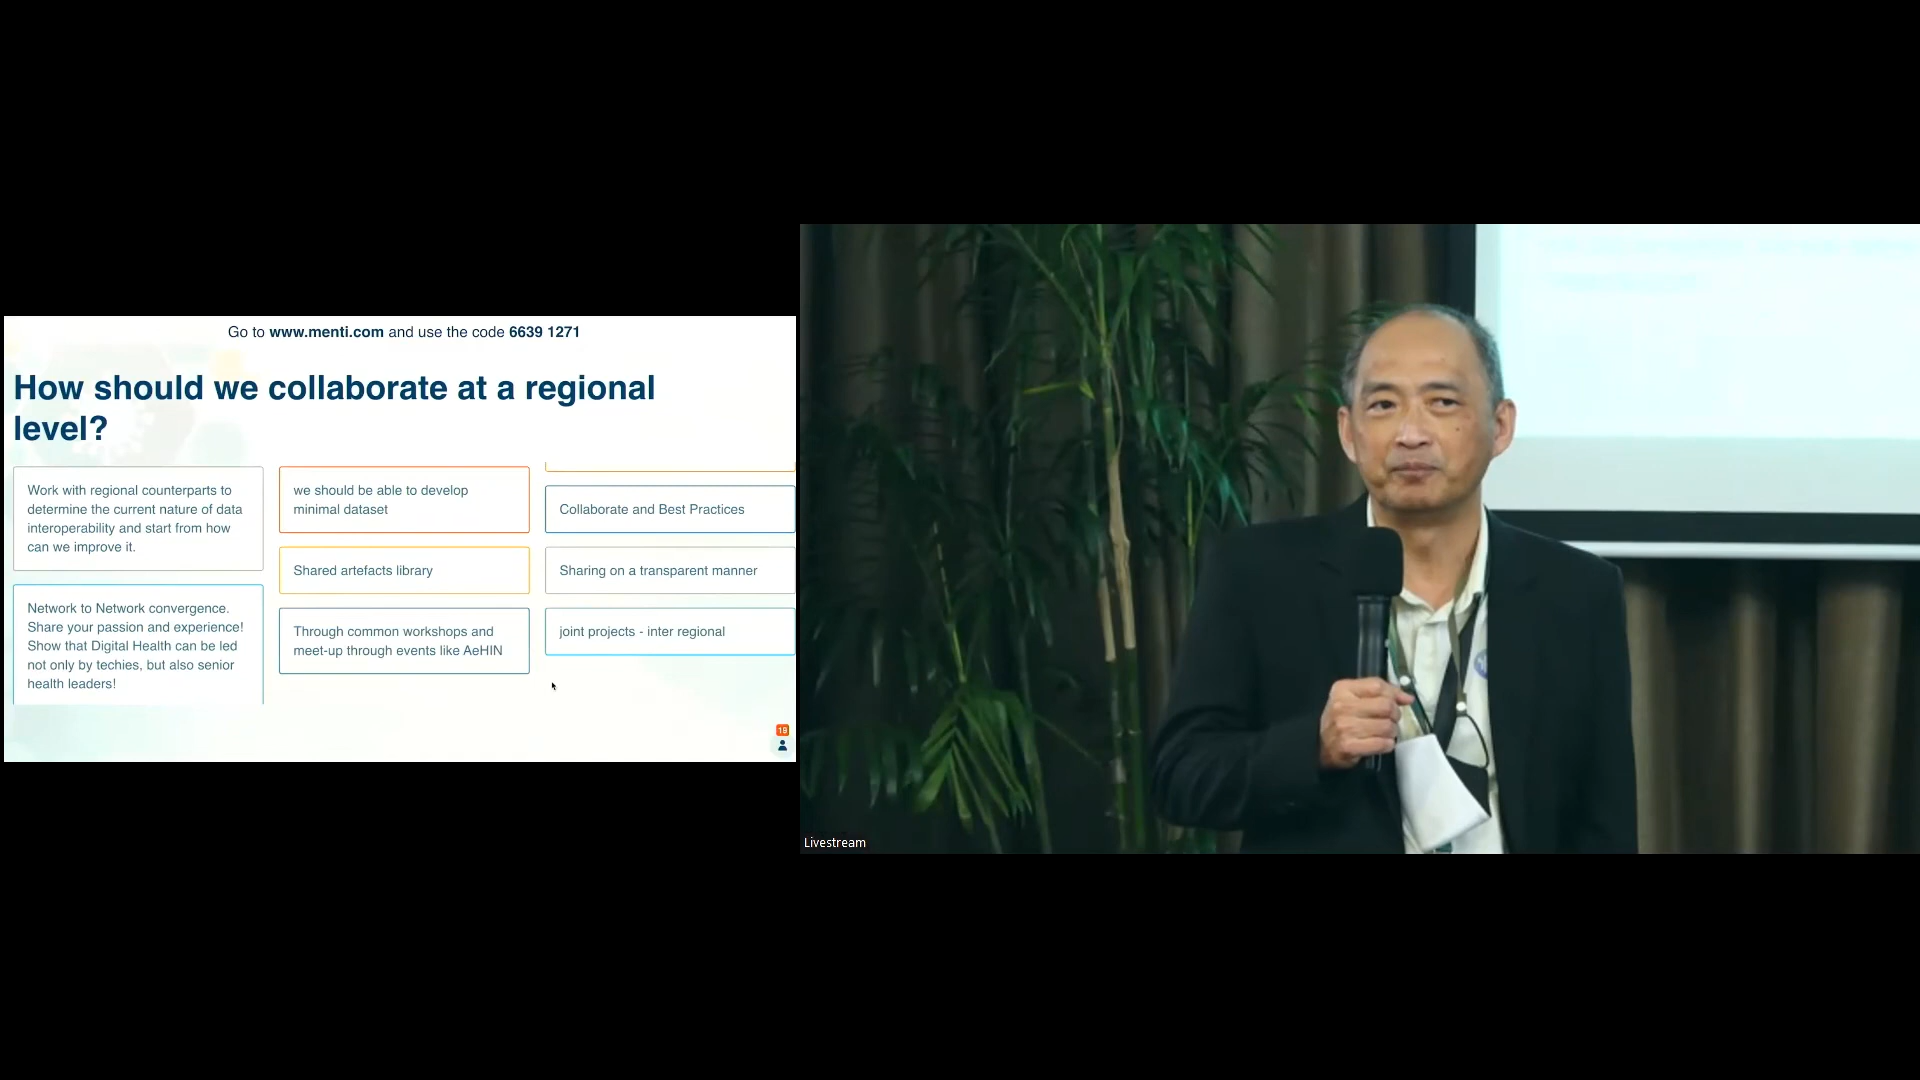 Go to www.menti.com and use the code 6639 1271
How should we collaborate at a regional
level?
Work with regional counterparts to
determine the current nature of data
interoperability and start from how
can we improve it.
Network to Network convergence.
Share your passion and experience!
Show that Digital Health can be led
not only by techies, but also senior
health leaders!
we should be able to develop
minimal dataset
Shared artefacts library
Through common workshops and
meet-up through events like AeHIN
Collaborate and Best Practices
Sharing on a transparent manner
joint projects - inter regional
18
Livestream